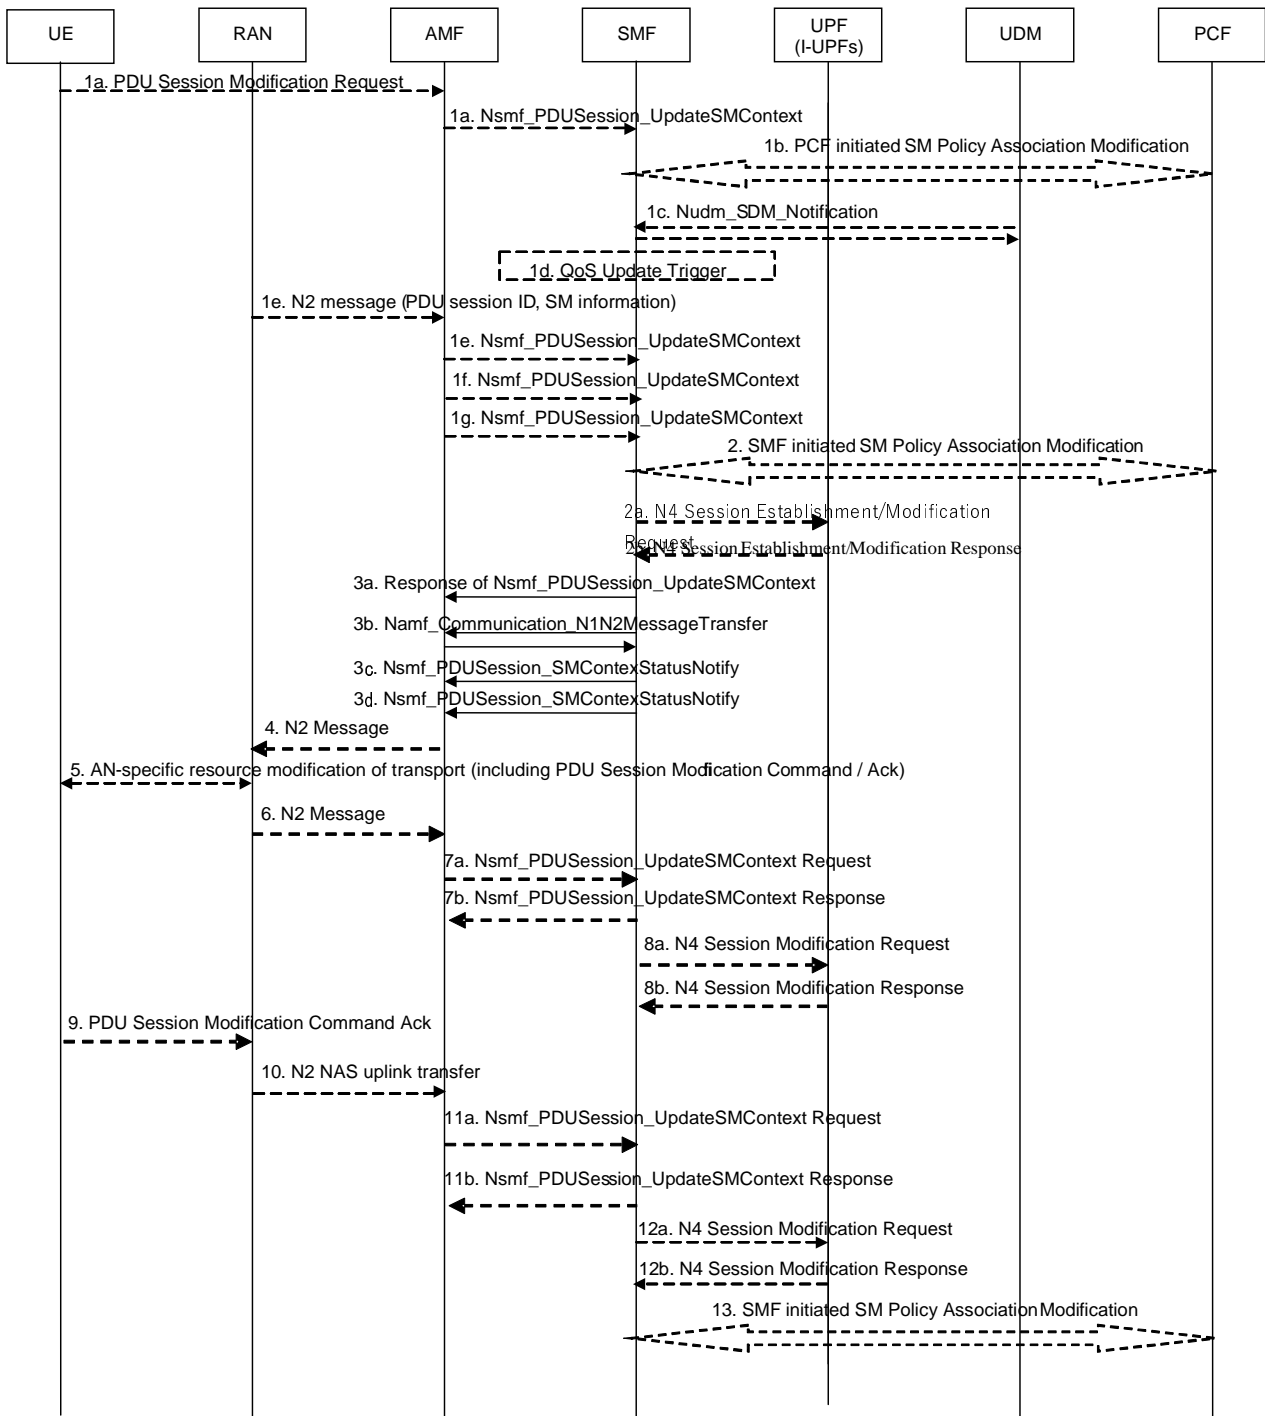 UE
RAN
AMF
SMF
UPF
(I-UPFs)
UDM
PCF
1a. PDU Session Modification Request
1a. Nsmf_PDUSession_UpdateSMContext
1b. PCF initiated SM Policy Association Modification
1c. Nudm_SDM_Notification
1d. QoS Update Trigger
1e. N2 message (PDU session ID, SM information)
1e. Nsmf_PDUSession_UpdateSMContext
1f. Nsmf_PDUSession_UpdateSMContext
1g. Nsmf_PDUSession_UpdateSMContext
2. SMF initiated SM Policy Association Modification
2a. N4 Session Establishment/Modification
Request
N4 Session Establishment/Modification Response
3a. Response of Nsmf_PDUSession_UpdateSMContext
3b. Namf_Communication_N1N2MessageTransfer
3c. Nsmf_PDUSession_SMContexStatusNotify
3d. Nsmf_PDUSession_SMContexStatusNotify
4. N2 Message
5. AN-specific resource modification of transport (including PDU Session Modification Command / Ack)
6. N2 Message
7a. Nsmf_PDUSession_UpdateSMContext Request
7b. Nsmf_PDUSession_UpdateSMContext Response
8a. N4 Session Modification Request
8b. N4 Session Modification Response
9. PDU Session Modification Command Ack
10. N2 NAS uplink transfer
11a. Nsmf_PDUSession_UpdateSMContext Request
11b. Nsmf_PDUSession_UpdateSMContext Response
12a. N4 Session Modification Request
12b. N4 Session Modification Response
13. SMF initiated SM Policy Association Modification